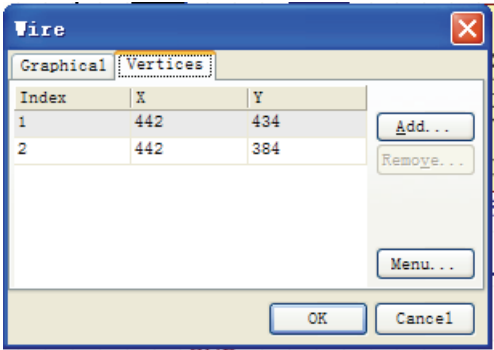 Wire
Graphical Vertices
Index X Y
1 442 434
2 442 384
Add...
Remove...
Menu...
OK Cancel